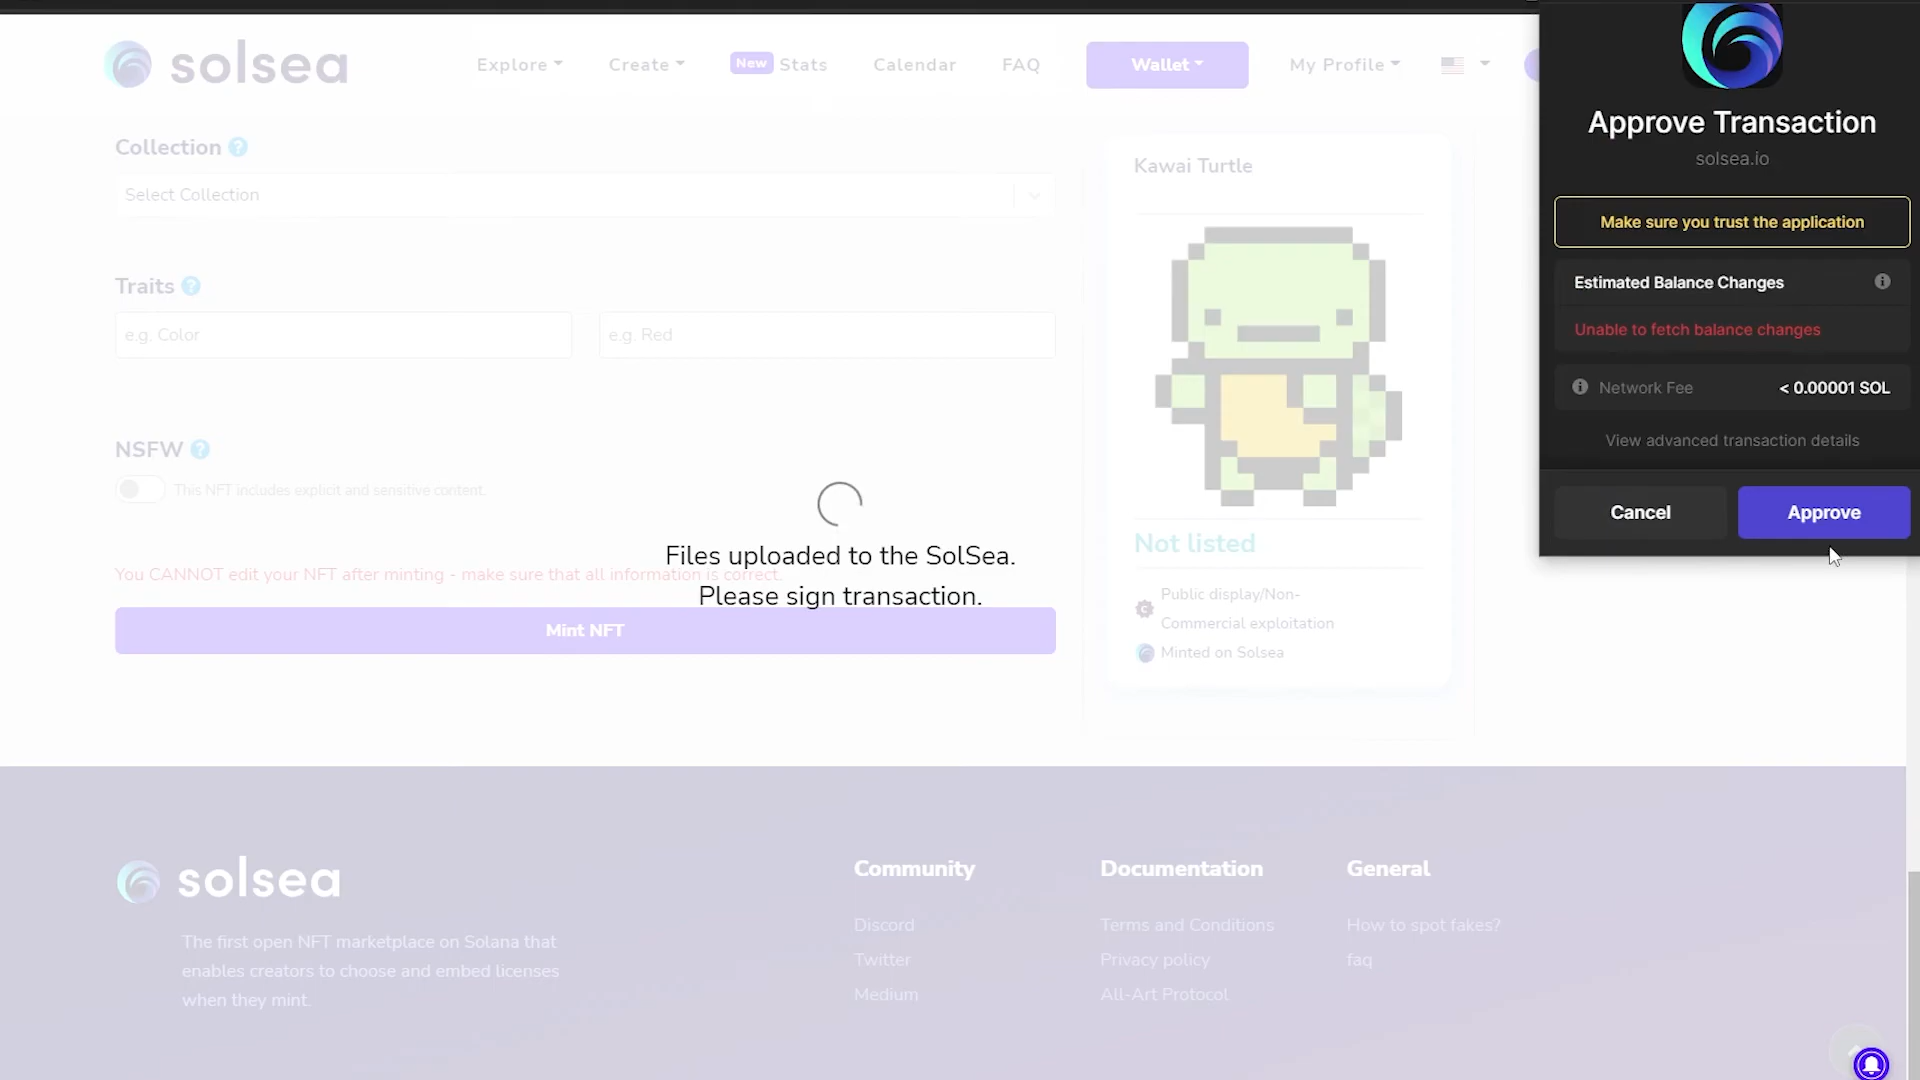 solsea
Explore
Create
New
Stats
Calendar
FAQ
Wallet
My Profile
Collection ?
Select Collection
Traits ?
e.g. Color
e.g. Red
NSFW ?
This NFT includes explicit and sensitive content.
Files uploaded to the SolSea.
You CANNOT edit your NFT after minting - make sure that all information is correct.
Please sign transaction.
Mint NFT
Kawai Turtle
Not listed
Public display/Non-
Commercial exploitation
Minted on Solsea
Approve Transaction
solsea.io
Make sure you trust the application
Estimated Balance Changes
Unable to fetch balance changes
Network Fee
< 0.00001 SOL
View advanced transaction details
Cancel
Approve
solsea
The first open NFT marketplace on Solana that
enables creators to choose and embed licenses
when they mint.
Community
Discord
Twitter
Medium
Documentation
Terms and Conditions
Privacy policy
All-Art Protocol
General
How to spot fakes?
faq